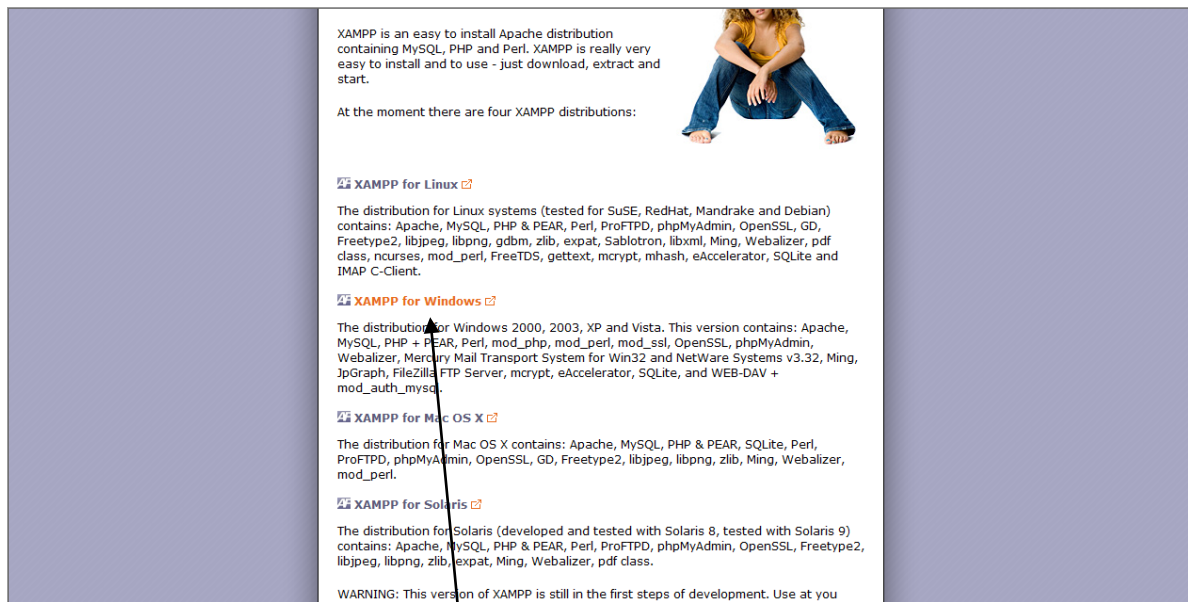 XAMPP is an easy to install Apache distribution
containing MySQL, PHP and Perl. XAMPP is really very
easy to install and to use - just download, extract and
start.
At the moment there are four XAMPP distributions:
XAMPP for Linux
The distribution for Linux systems (tested for SuSE, RedHat, Mandrake and Debian)
contains: Apache, MySQL, PHP & PEAR, Perl, ProFTPD, phpMyAdmin, OpenSSL, GD,
Freetype2, libjpeg, libpng, gdbm, zlib, expat, Sablotron, libxml, Ming, Webalizer, pdf
class, ncurses, mod_perl, FreeTDS, gettext, mcrypt, mhash, eAccelerator, SQLite and
IMAP C-Client.
XAMPP for Windows
The distribution for Windows 2000, 2003, XP and Vista. This version contains: Apache,
MySQL, PHP + PEAR, Perl, mod_php, mod_perl, mod_ssl, OpenSSL, phpMyAdmin,
Webalizer, Mercury Mail Transport System for Win32 and NetWare Systems v3.32, Ming,
JpGraph, FileZilla FTP Server, mcrypt, eAccelerator, SQLite, and WEB-DAV +
mod_auth_mysql.
XAMPP for Mac OS X
The distribution for Mac OS X contains: Apache, MySQL, PHP & PEAR, SQLite, Perl,
ProFTPD, phpMyAdmin, OpenSSL, GD, Freetype2, libjpeg, libpng, zlib, Ming, Webalizer,
mod_perl.
XAMPP for Solaris
The distribution for Solaris (developed and tested with Solaris 8, tested with Solaris 9)
contains: Apache, MySQL, PHP & PEAR, Perl, ProFTPD, phpMyAdmin, OpenSSL, Freetype2,
libjpeg, libpng, zlib, expat, Ming, Webalizer, pdf class.
WARNING: This version of XAMPP is still in the first steps of development. Use at you